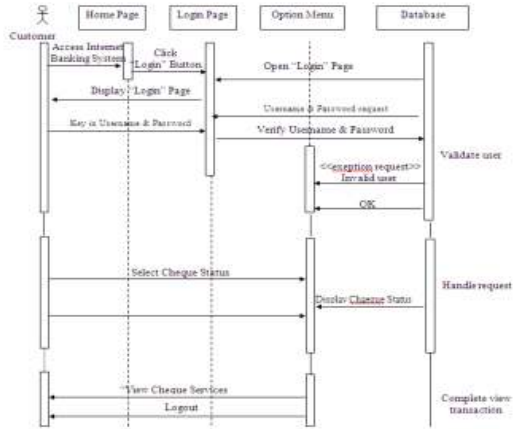 Home Page
Login Page
Option Menu
Database
Customer
Access Internet
Banking System
Click
"Login" Button
Open "Login" Page
Display "Login" Page
Username & Password request
Key in Username & Password
Verify Username & Password
Validate user
<<exeption request>>
Invalid user
OK
Select Cheque Status
Handle request
Display Cheque Status
"View Cheque Services
Logout
Complete view
transaction